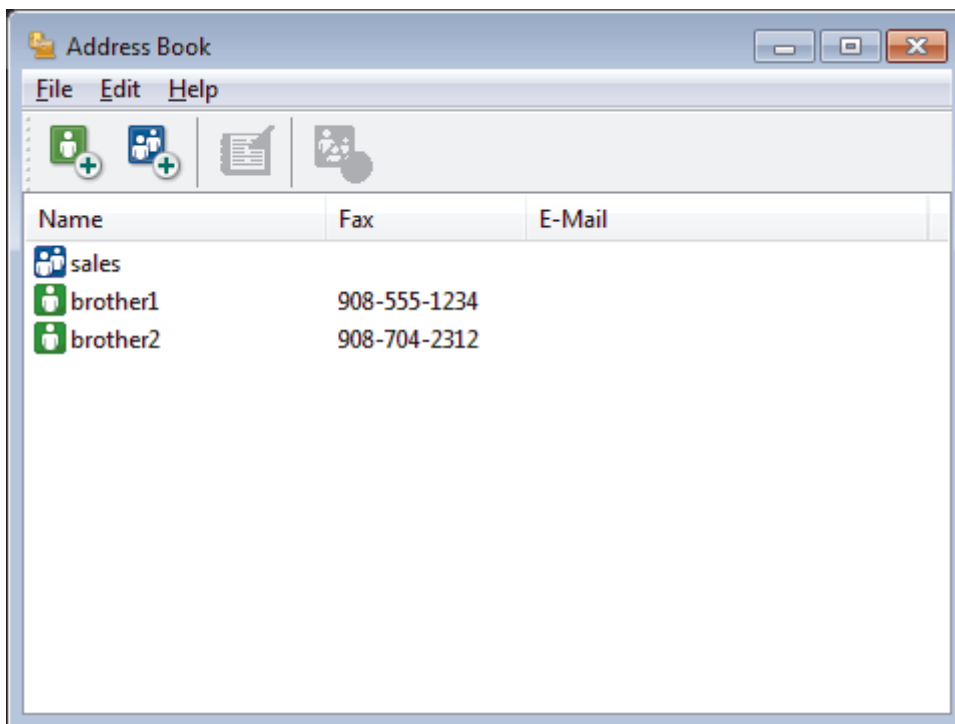 Address Book
File Edit Help
Name Fax E-Mail
sales
brother1 908-555-1234
brother2 908-704-2312